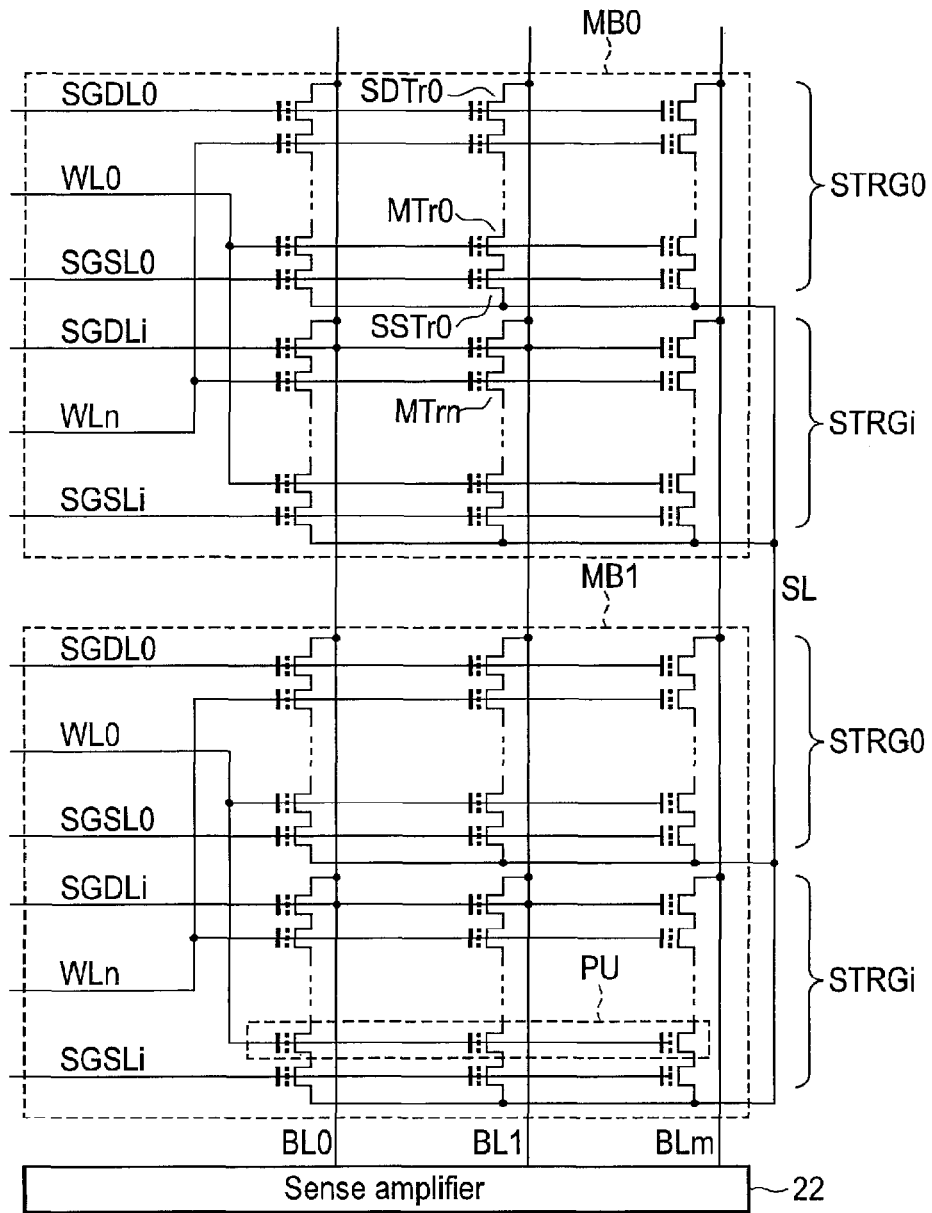 MB0
SGDL0
SDTr0
WL0
STRG0
MTr0
SGSL0
SSTr0
SGDLi
MTrn
WLn
STRGi
SGSLi
MB1
SL
SGDL0
WL0
STRG0
SGSL0
SGDLi
WLn
PU
STRGi
SGSLi
BL0
BL1
BLm
Sense amplifier
22